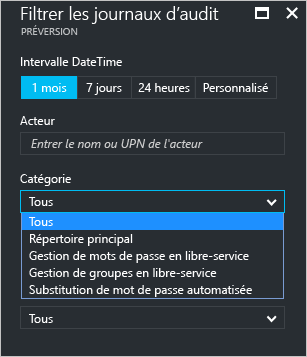 Filtrer les journaux d'audit
PRÉVERSION
Intervalle DateTime
1 mois 7 jours 24 heures Personnalisé
Acteur
Entrer le nom ou UPN de l'acteur
Catégorie
Tous
Tous
Répertoire principal
Gestion de mots de passe en libre-service
Gestion de groupes en libre-service
Substitution de mot de passe automatisée
Tous